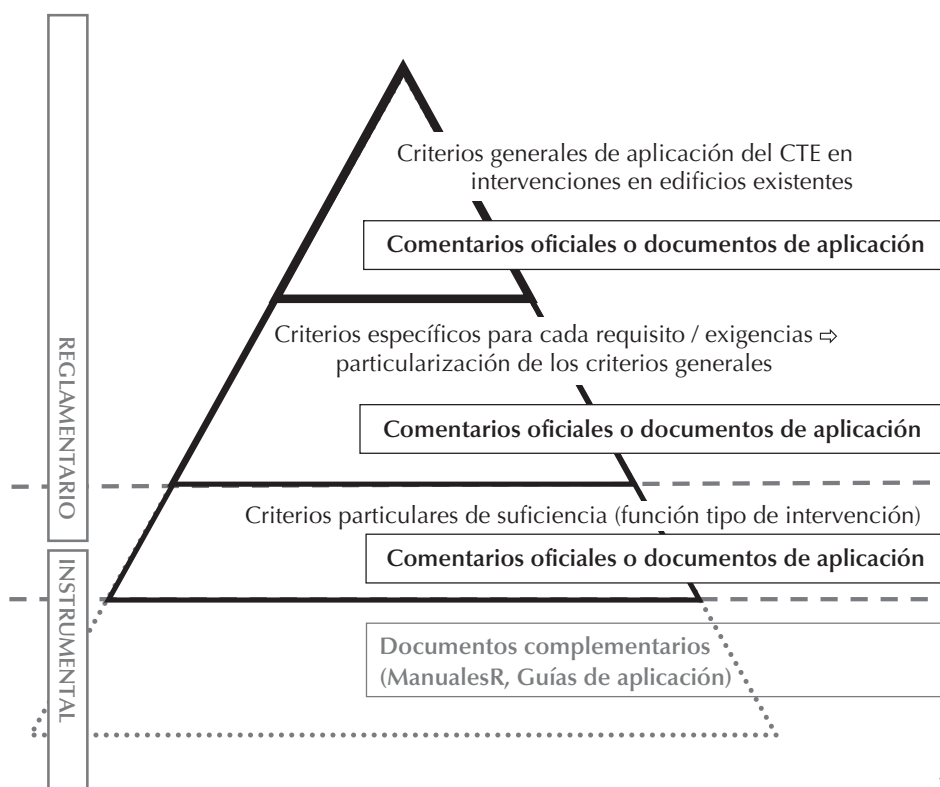 Criterios generales de aplicación del CTE en
intervenciones en edificios existentes
Comentarios oficiales o documentos de aplicación
Criterios específicos para cada requisito / exigencias ⇨
particularización de los criterios generales
Comentarios oficiales o documentos de aplicación
REGLAMENTARIO
Criterios particulares de suficiencia (función tipo de intervención)
Comentarios oficiales o documentos de aplicación
INSTRUMENTAL
Documentos complementarios
(ManualesR, Guías de aplicación)